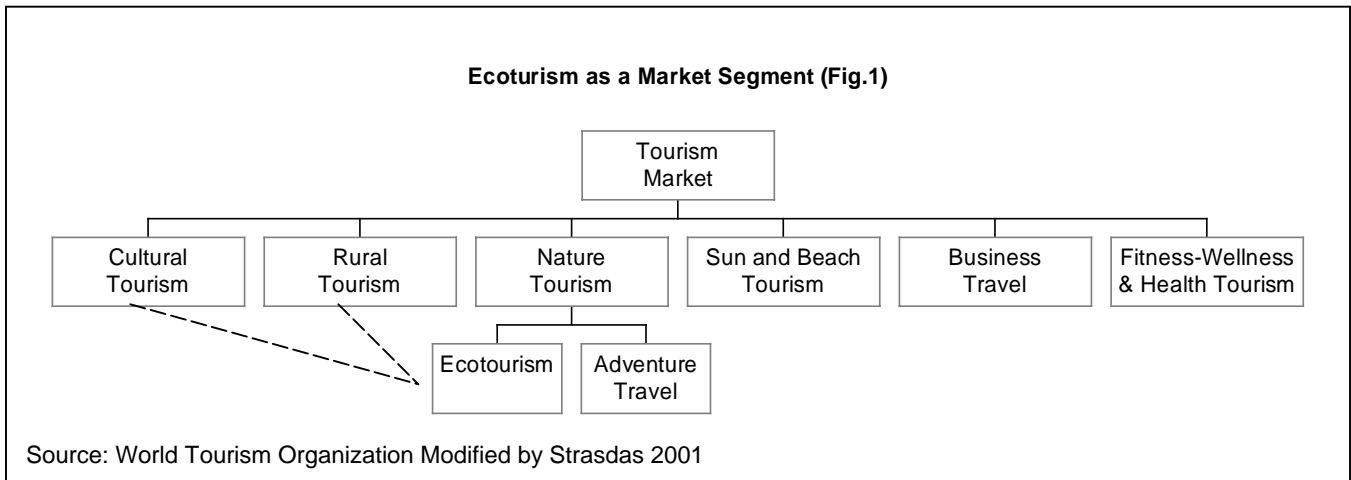 Ecoturism as a Market Segment (Fig.1)
Tourism
Market
Cultural
Tourism
Rural
Tourism
Nature
Tourism
Sun and Beach
Tourism
Business
Travel
Fitness-Wellness
& Health Tourism
Ecotourism
Adventure
Travel
Source: World Tourism Organization Modified by Strasdas 2001